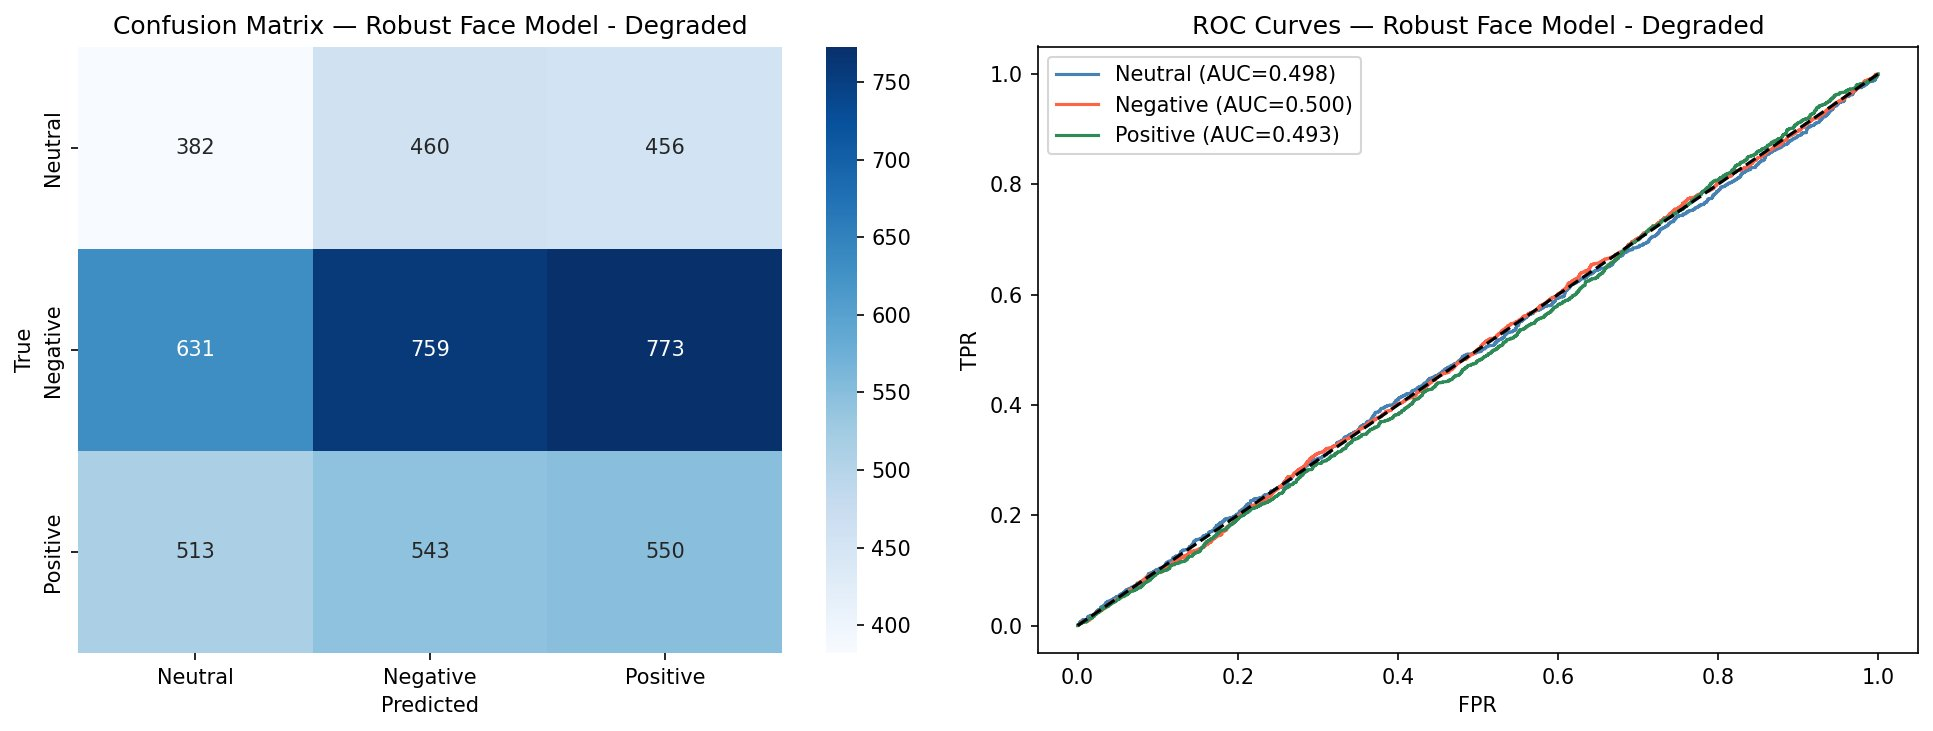 Confusion Matrix — Robust Face Model - Degraded
Neutral
Negative
Positive
True
382 460 456
631 759 773
513 543 550
Neutral Negative Positive
Predicted
750
700
650
600
550
500
450
400
ROC Curves — Robust Face Model - Degraded
Neutral (AUC=0.498)
Negative (AUC=0.500)
Positive (AUC=0.493)
TPR
1.0
0.8
0.6
0.4
0.2
0.0
0.0 0.2 0.4 0.6 0.8 1.0
FPR